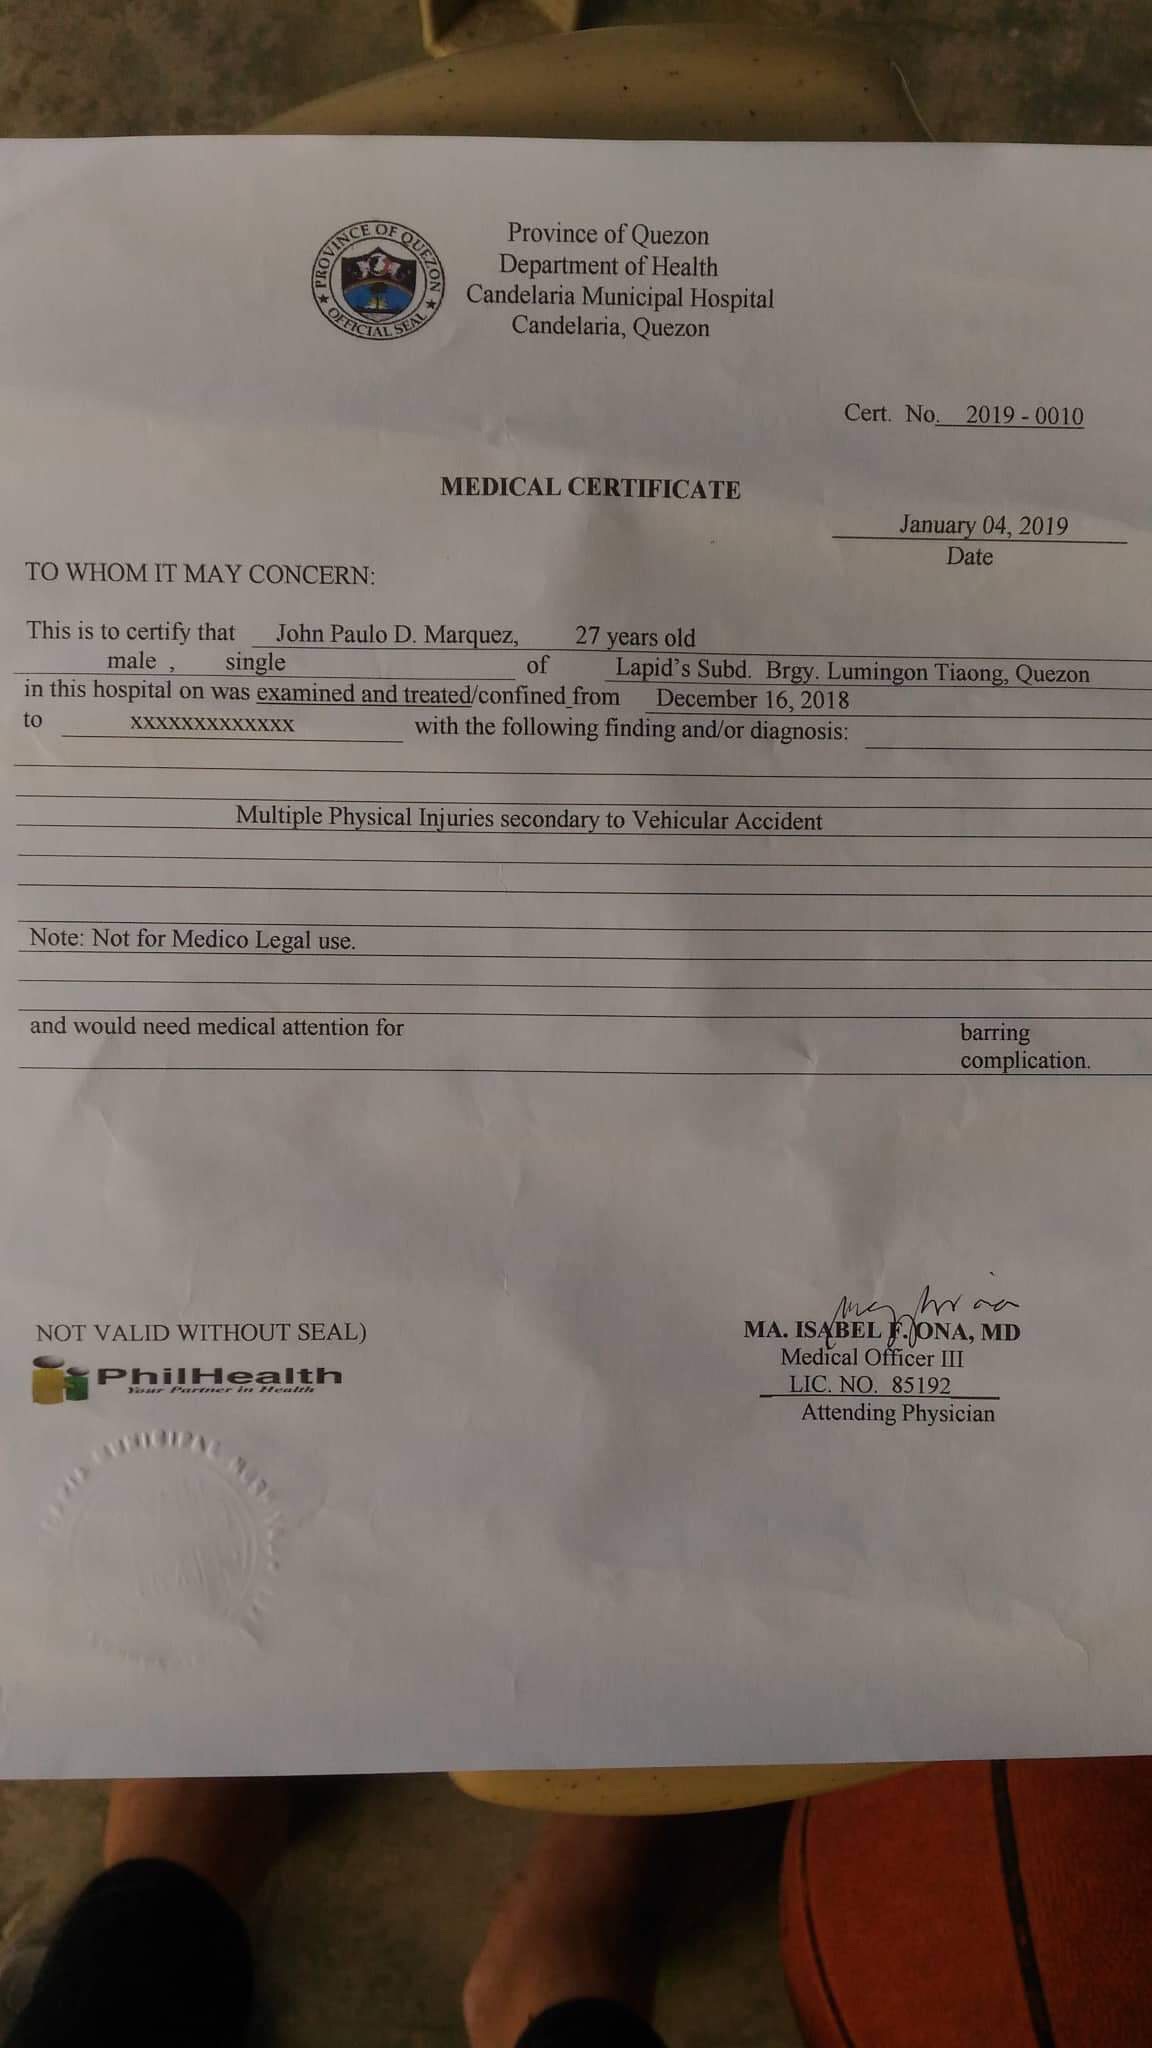 PROVINCE OF QUEZON
OFFICIAL SEAL
Province of Quezon
Department of Health
Candelaria Municipal Hospital
Candelaria, Quezon
Cert. No. 2019 - 0010
MEDICAL CERTIFICATE
January 04, 2019
Date
TO WHOM IT MAY CONCERN:
This is to certify that John Paulo D. Marquez, 27 years old
male , single of Lapid's Subd. Brgy. Lumingon Tiaong, Quezon
in this hospital on was examined and treated/confined from December 16, 2018
to xxxxxxxxxxxxx with the following finding and/or diagnosis:
Multiple Physical Injuries secondary to Vehicular Accident
Note: Not for Medico Legal use.
and would need medical attention for barring
complication.
NOT VALID WITHOUT SEAL)
PhilHealth
Your Partner in Health
MA. ISABEL F. ONA, MD
Medical Officer III
LIC. NO. 85192
Attending Physician